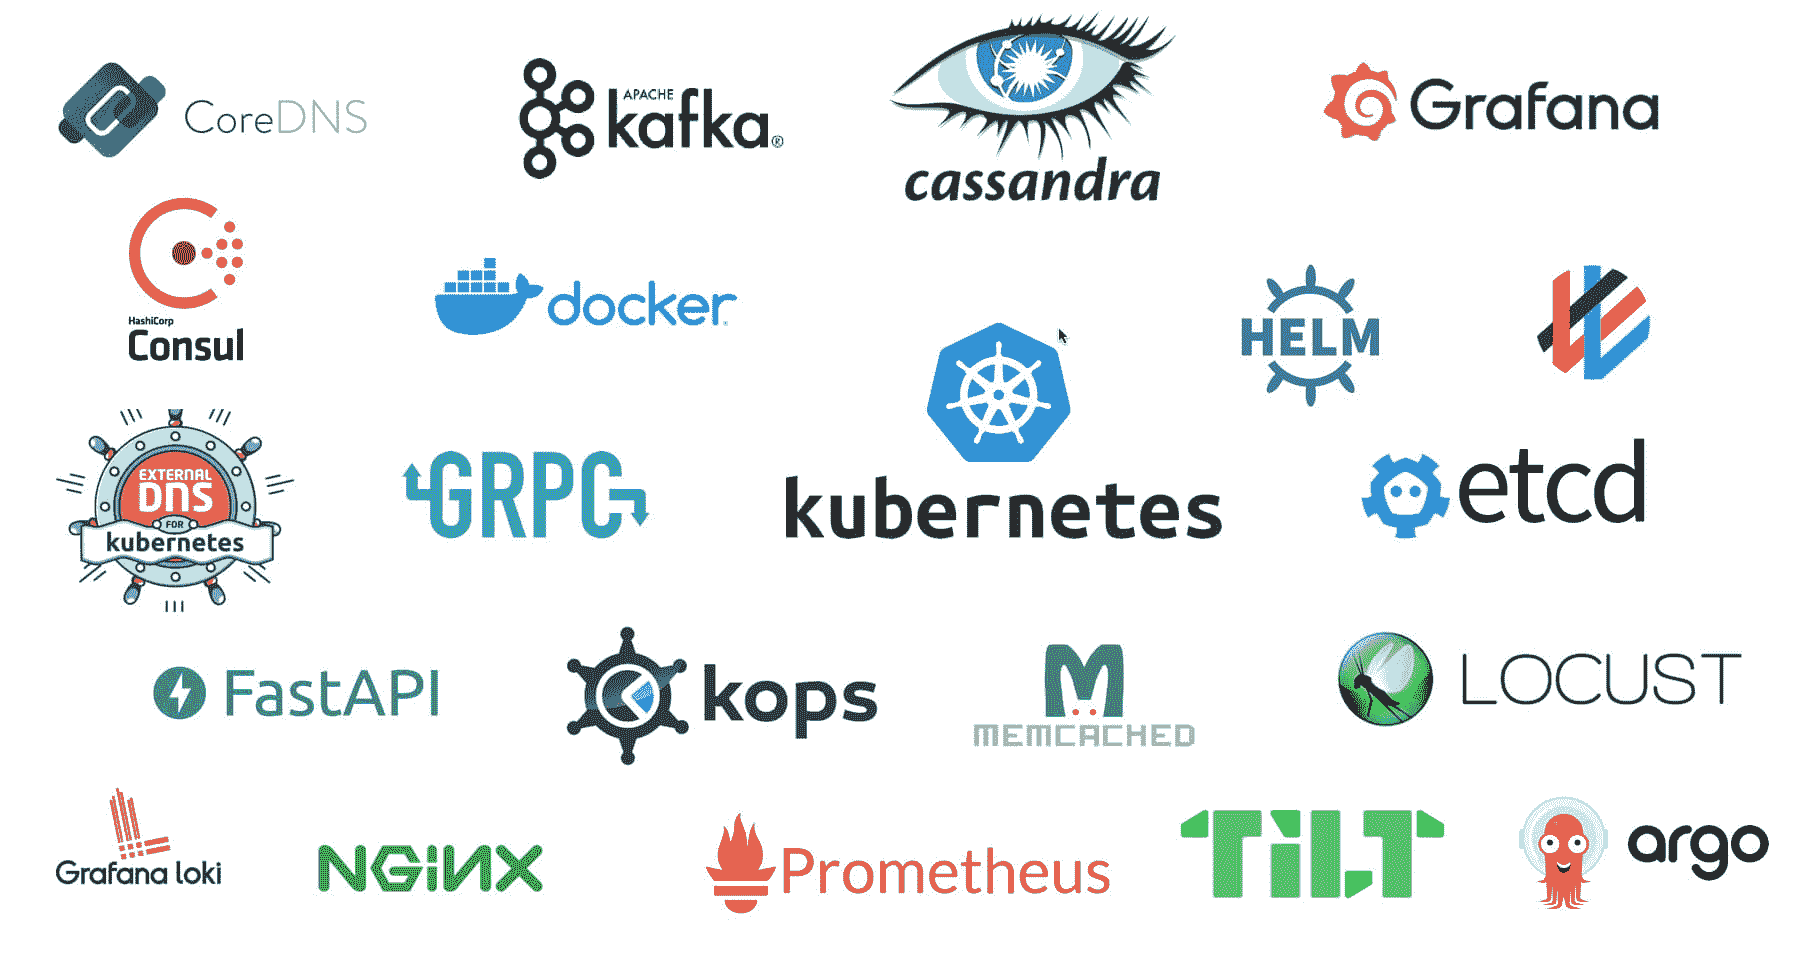 CoreDNS
APACHE
kafka®
cassandra
Grafana
HashiCorp
Consul
docker
HELM
EXTERNAL
DNS
FOR
kubernetes
GRPC
kubernetes
etcd
FastAPI
kops
MEMCACHED
LOCUST
Grafana loki
NGINX
Prometheus
TiLT
argo